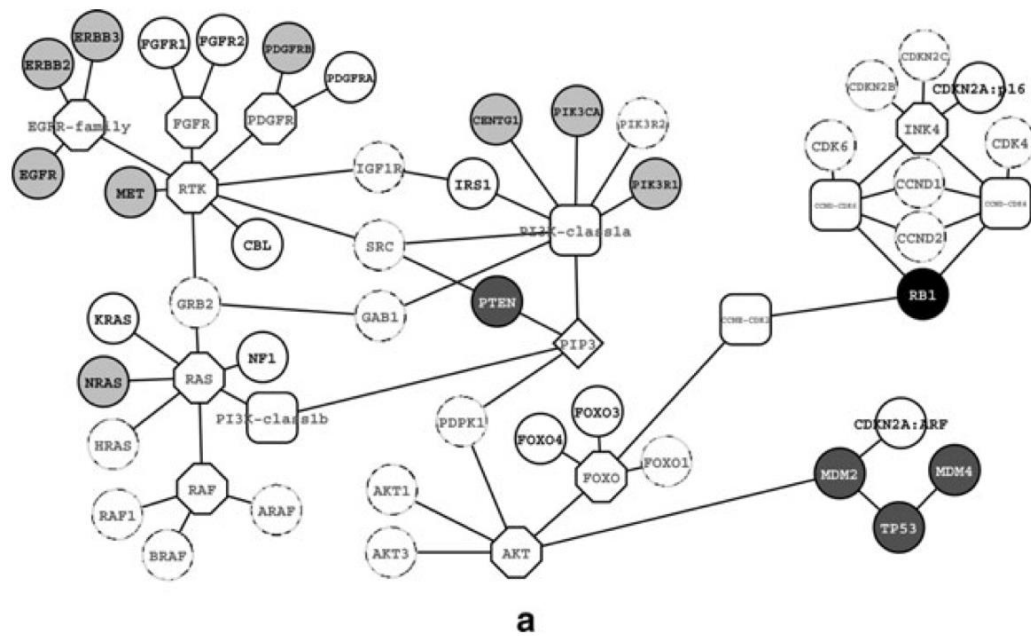 ERBB3
ERBB2
FGFR1
FGFR2
PDGFRB
PDGFRA
EGFR-family
FGFR
PDGFR
EGFR
MET
RTK
CBL
IGF1R
IRS1
SRC
GRB2
GAB1
CENTG1
PIK3CA
PIK3R2
PIK3R1
PI3K-class1a
PTEN
PIP3
KRAS
NF1
NRAS
RAS
PI3K-class1b
HRAS
RAF
RAF1
BRAF
ARAF
PDPK1
FOXO3
FOXO4
FOXO
FOXO1
AKT1
AKT3
AKT
CDKN2C
CDKN2B
CDKN2A:p16
INK4
CDK6
CDK4
CCND1
CCND2
RB1
CDKN2A:ARF
MDM2
MDM4
TP53
a